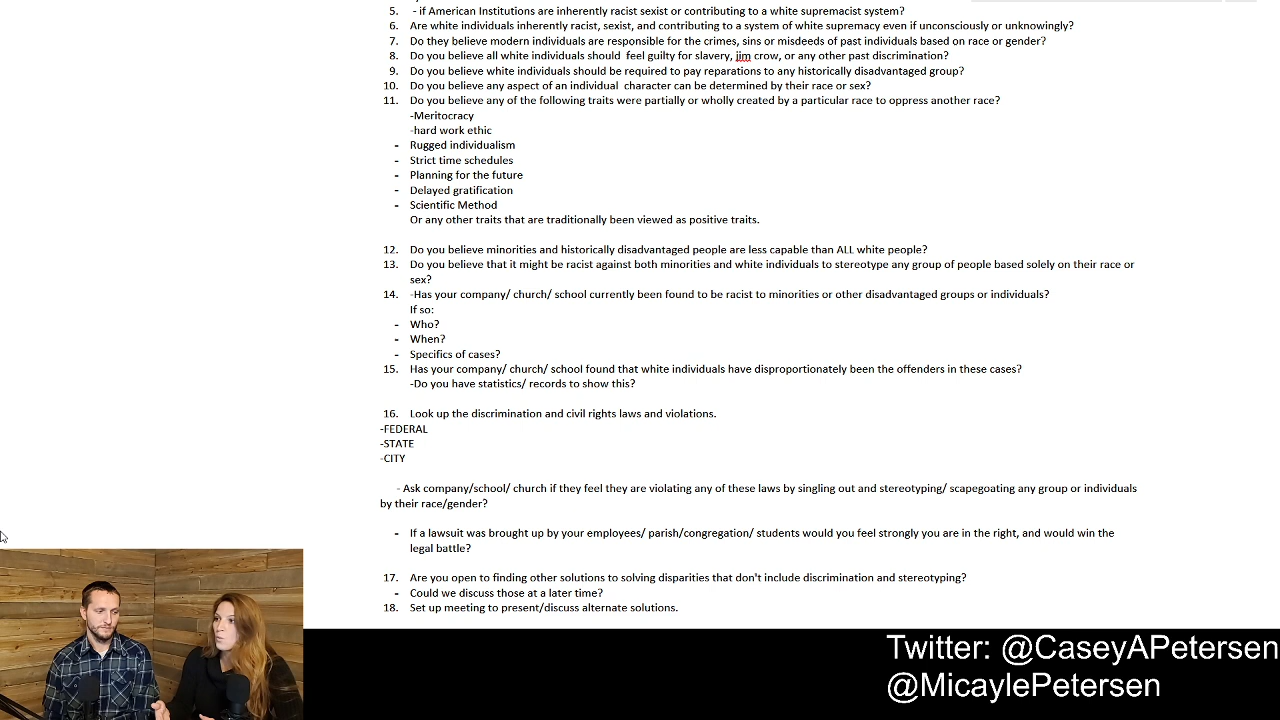 5. - if American Institutions are inherently racist sexist or contributing to a white supremacist system?
6. Are white individuals inherently racist, sexist, and contributing to a system of white supremacy even if unconsciously or unknowingly?
7. Do they believe modern individuals are responsible for the crimes, sins or misdeeds of past individuals based on race or gender?
8. Do you believe all white individuals should feel guilty for slavery, jim crow, or any other past discrimination?
9. Do you believe white individuals should be required to pay reparations to any historically disadvantaged group?
10. Do you believe any aspect of an individual character can be determined by their race or sex?
11. Do you believe any of the following traits were partially or wholly created by a particular race to oppress another race?
-Meritocracy
-hard work ethic
- Rugged individualism
- Strict time schedules
- Planning for the future
- Delayed gratification
- Scientific Method
Or any other traits that are traditionally been viewed as positive traits.
12. Do you believe minorities and historically disadvantaged people are less capable than ALL white people?
13. Do you believe that it might be racist against both minorities and white individuals to stereotype any group of people based solely on their race or
sex?
14. -Has your company/ church/ school currently been found to be racist to minorities or other disadvantaged groups or individuals?
If so:
- Who?
- When?
- Specifics of cases?
15. Has your company/ church/ school found that white individuals have disproportionately been the offenders in these cases?
-Do you have statistics/ records to show this?
16. Look up the discrimination and civil rights laws and violations.
-FEDERAL
-STATE
-CITY
- Ask company/school/ church if they feel they are violating any of these laws by singling out and stereotyping/ scapegoating any group or individuals
by their race/gender?
- If a lawsuit was brought up by your employees/ parish/congregation/ students would you feel strongly you are in the right, and would win the
legal battle?
17. Are you open to finding other solutions to solving disparities that don't include discrimination and stereotyping?
- Could we discuss those at a later time?
18. Set up meeting to present/discuss alternate solutions.
Twitter: @CaseyAPetersen
@MicaylePetersen